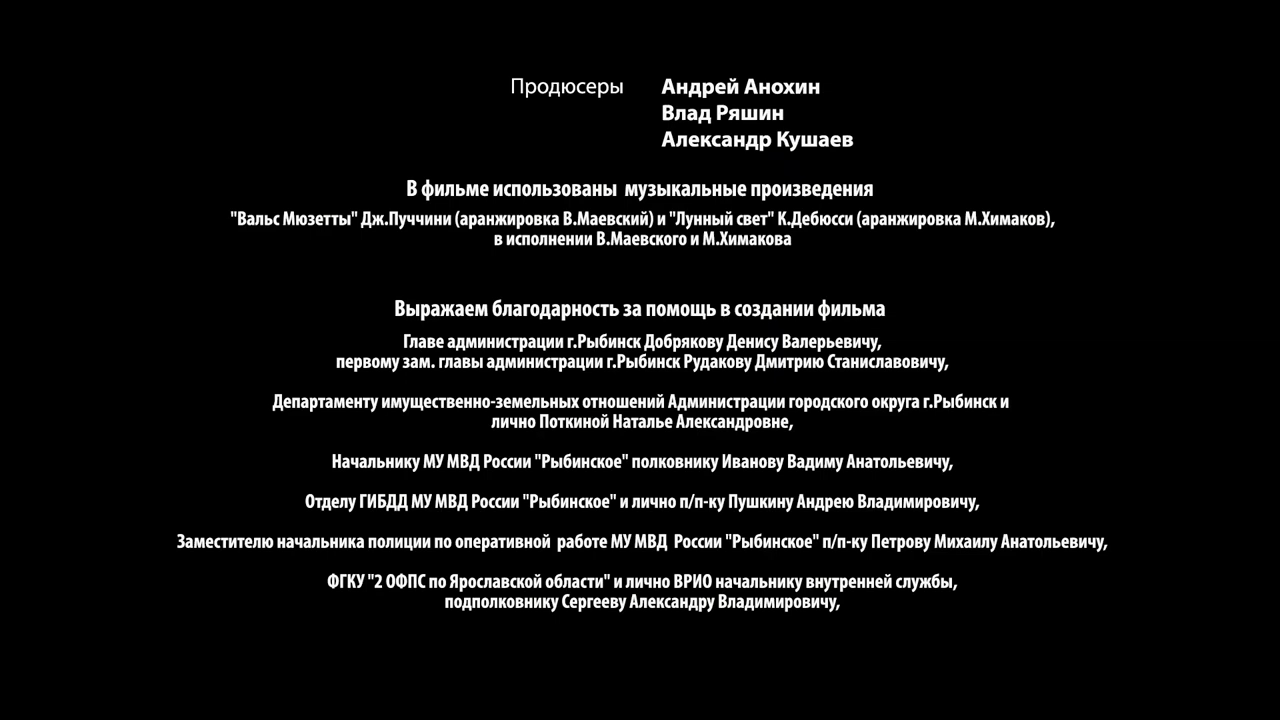 Продюсеры Андрей Анохин
Влад Ряшин
Александр Кушаев
В фильме использованы музыкальные произведения
"Вальс Мюзетты" Дж.Пуччини (аранжировка В.Маевский) и "Лунный свет" К.Дебюсси (аранжировка М.Химаков),
в исполнении В.Маевского и М.Химакова
Выражаем благодарность за помощь в создании фильма
Главе администрации г.Рыбинск Добрякову Денису Валерьевичу,
первому зам. главы администрации г.Рыбинск Рудакову Дмитрию Станиславовичу,
Департаменту имущественно-земельных отношений Администрации городского округа г.Рыбинск и
лично Поткиной Наталье Александровне,
Начальнику МУ МВД России "Рыбинское" полковнику Иванову Вадиму Анатольевичу,
Отделу ГИБДД МУ МВД России "Рыбинское" и лично п/п-ку Пушкину Андрею Владимировичу,
Заместителю начальника полиции по оперативной работе МУ МВД России "Рыбинское" п/п-ку Петрову Михаилу Анатольевичу,
ФГКУ "2 ОФПС по Ярославской области" и лично ВРИО начальнику внутренней службы,
подполковнику Сергееву Александру Владимировичу,